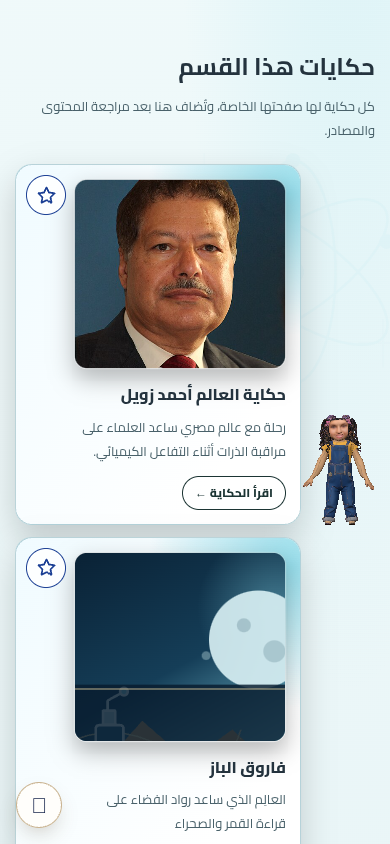 حكايات هذا القسم
كل حكاية لها صفحتها الخاصة، وتُضاف هنا بعد مراجعة المحتوى
والمصادر.
حكاية العالم أحمد زويل
رحلة مع عالم مصري ساعد العلماء على
مراقبة الذرات أثناء التفاعل الكيميائي.
اقرأ الحكاية ←
فاروق الباز
العالِم الذي ساعد رواد الفضاء على
قراءة القمر والصحراء